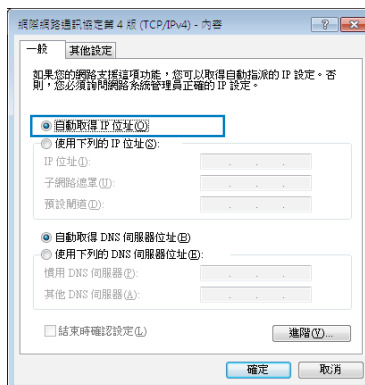 網際網路通訊協定第 4 版 (TCP/IPv4) - 內容
一般
其他設定
如果您的網路支援這項功能，您可以取得自動指派的 IP 設定。否
則，您必須詢問網路系統管理員正確的 IP 設定。
自動取得 IP 位址(O)
使用下列的 IP 位址(S):
IP 位址(I):
子網路遮罩(U):
預設閘道(D):
自動取得 DNS 伺服器位址(B)
使用下列的 DNS 伺服器位址(E):
慣用 DNS 伺服器(P):
其他 DNS 伺服器(A):
結束時確認設定(L)
進階(V)...
確定
取消